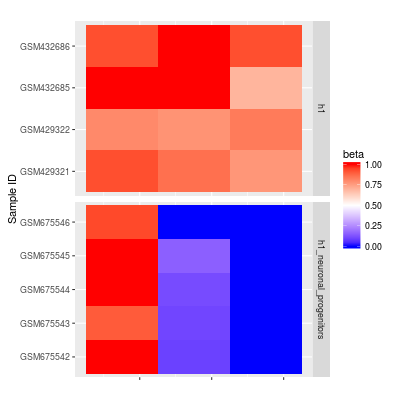 GSM432686
GSM432685
GSM429322
GSM429321
h1
Sample ID
GSM675546
GSM675545
GSM675544
GSM675543
GSM675542
h1_neuronal_progenitors
beta
1.00
0.75
0.50
0.25
0.00